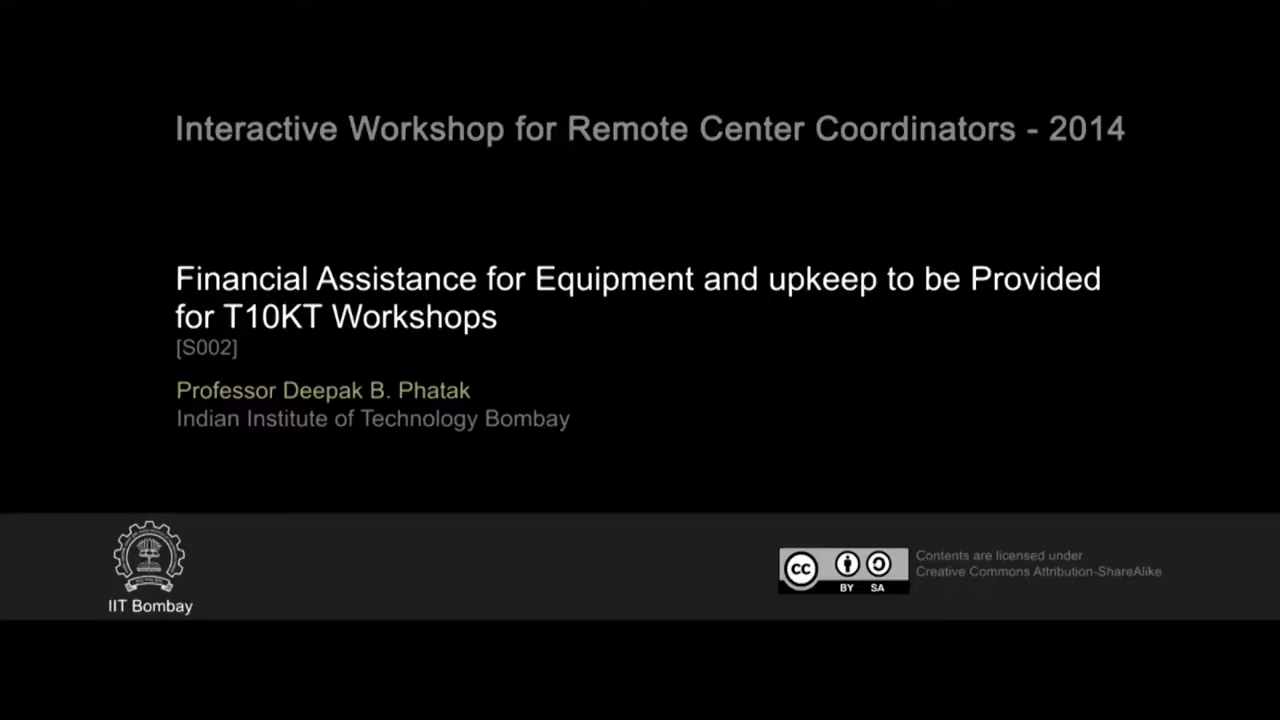 Interactive Workshop for Remote Center Coordinators - 2014
Financial Assistance for Equipment and upkeep to be Provided
for T10KT Workshops
[S002]
Professor Deepak B. Phatak
Indian Institute of Technology Bombay
IIT Bombay
cc
BY SA
Contents are licensed under
Creative Commons Attribution-ShareAlike